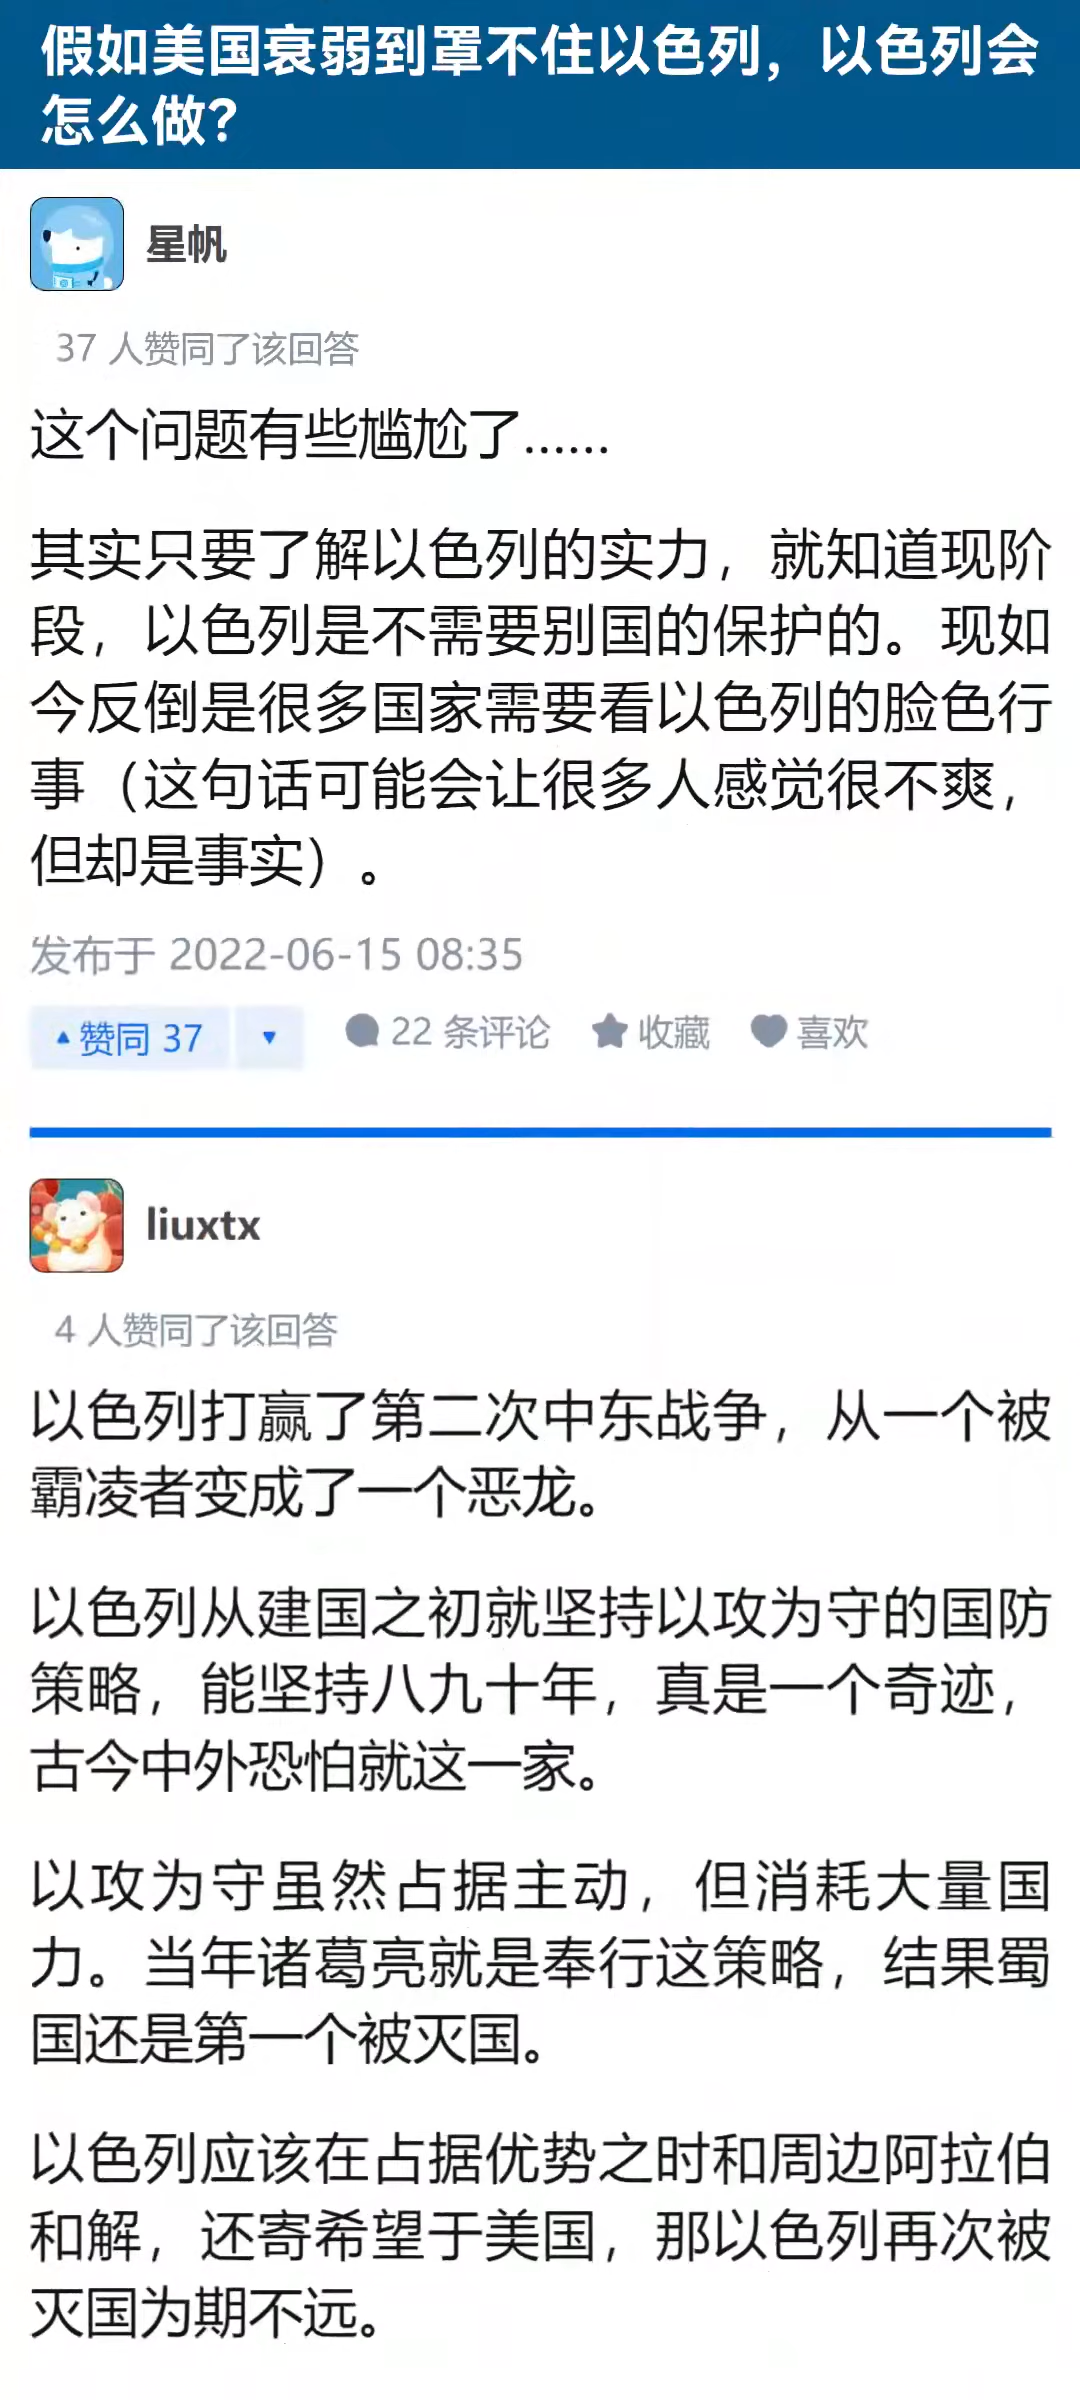 假如美国衰弱到罩不住以色列，以色列会
怎么做?
星帆
37 人赞同了该回答
这个问题有些尴尬了......
其实只要了解以色列的实力，就知道现阶
段，以色列是不需要别国的保护的。现如
今反倒是很多国家需要看以色列的脸色行
事（这句话可能会让很多人感觉很不爽，
但却是事实）。
发布于 2022-06-15 08:35
赞同 37
22 条评论
收藏
喜欢
liuxtx
4 人赞同了该回答
以色列打赢了第二次中东战争，从一个被
霸凌者变成了一个恶龙。
以色列从建国之初就坚持以攻为守的国防
策略，能坚持八九十年，真是一个奇迹，
古今中外恐怕就这一家。
以攻为守虽然占据主动，但消耗大量国
力。当年诸葛亮就是奉行这策略，结果蜀
国还是第一个被灭国。
以色列应该在占据优势之时和周边阿拉伯
和解，还寄希望于美国，那以色列再次被
灭国为期不远。